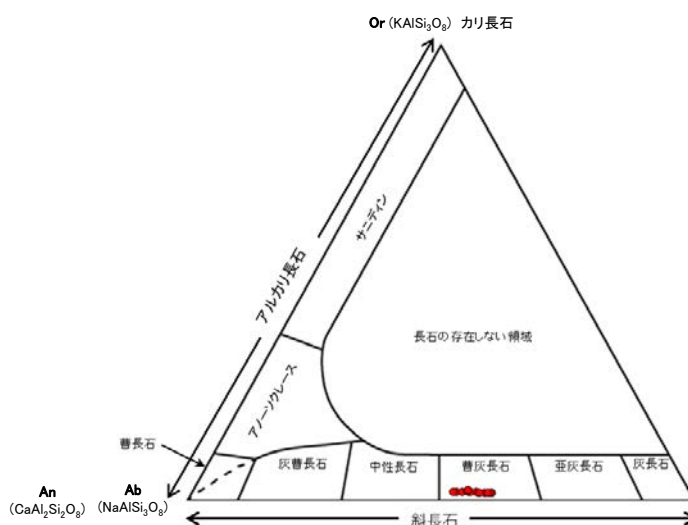 Or (KAlSi₃O₈) カリ長石
サニディン
アルカリ長石
長石の存在しない領域
アノーソクレース
曹長石
灰曹長石
中性長石
曹灰長石
亜灰長石
灰長石
An
(CaAl₂Si₂O₈)
Ab
(NaAlSi₃O₈)
斜長石